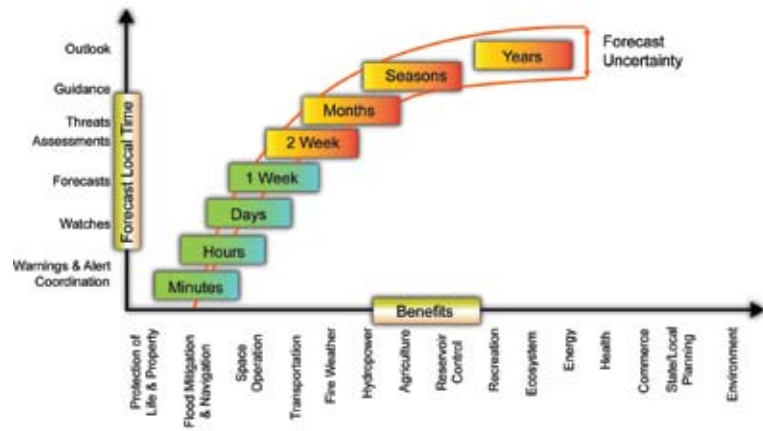 Outlook
Guidance
Threats
Assessments
Forecasts
Watches
Warnings & Alert
Coordination
Forecast Local Time
Years
Seasons
Months
2 Week
1 Week
Days
Hours
Minutes
Forecast
Uncertainty
Benefits
Protection of
Life & Property
Flood Mitigation
& Navigation
Space
Operation
Transportation
Fire Weather
Hydropower
Agriculture
Reservoir
Control
Recreation
Ecosystem
Energy
Health
Commerce
State/Local
Planning
Environment